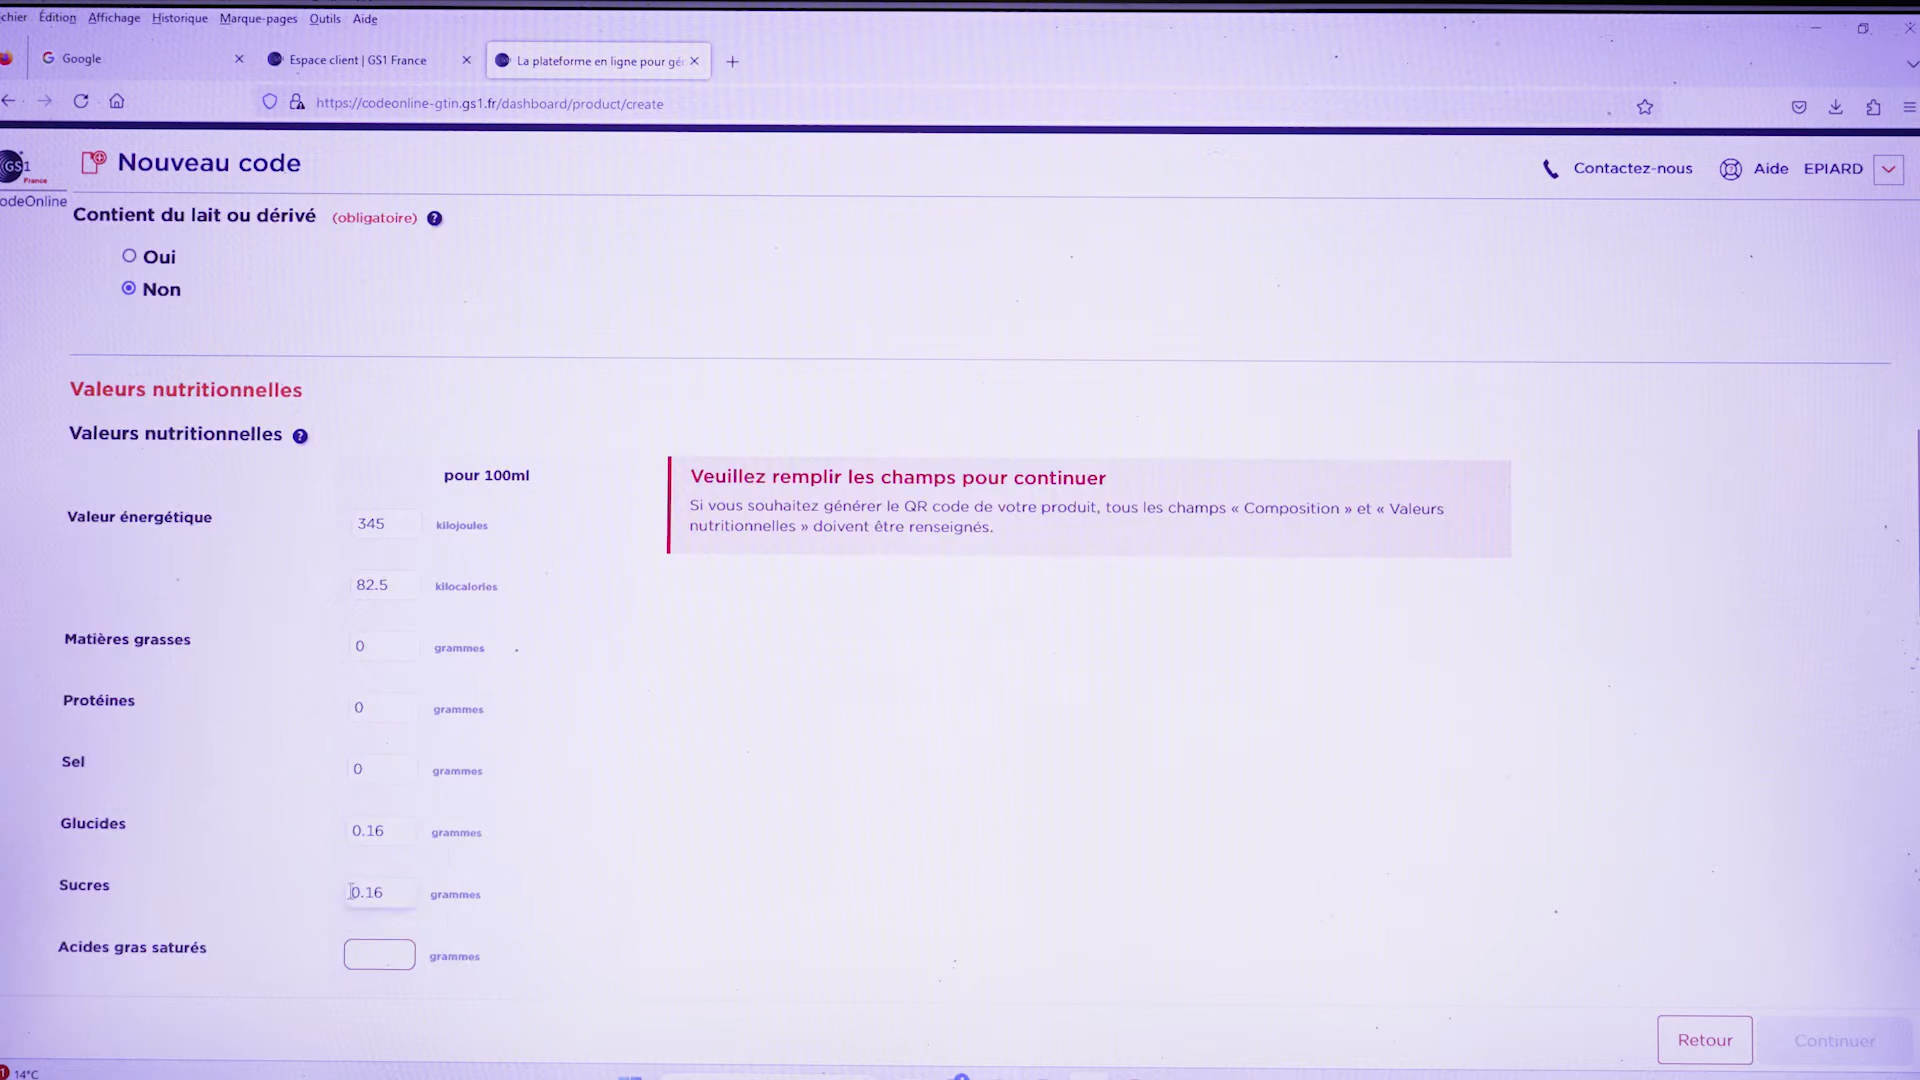 chier Édition Affichage Historique Marque-pages Outils Aide
Google
Espace client | GS1 France
La plateforme en ligne pour gé
https://codeonline-gtin.gs1.fr/dashboard/product/create
GS1
France
odeOnline
Nouveau code
Contactez-nous
Aide
EPIARD
Contient du lait ou dérivé (obligatoire) ?
Oui
Non
Valeurs nutritionnelles
Valeurs nutritionnelles ?
pour 100ml
Valeur énergétique 345 kilojoules
82.5 kilocalories
Matières grasses 0 grammes
Protéines 0 grammes
Sel 0 grammes
Glucides 0.16 grammes
Sucres 0.16 grammes
Acides gras saturés grammes
Veuillez remplir les champs pour continuer
Si vous souhaitez générer le QR code de votre produit, tous les champs « Composition » et « Valeurs
nutritionnelles » doivent être renseignés.
Retour
Continuer
1 14°C